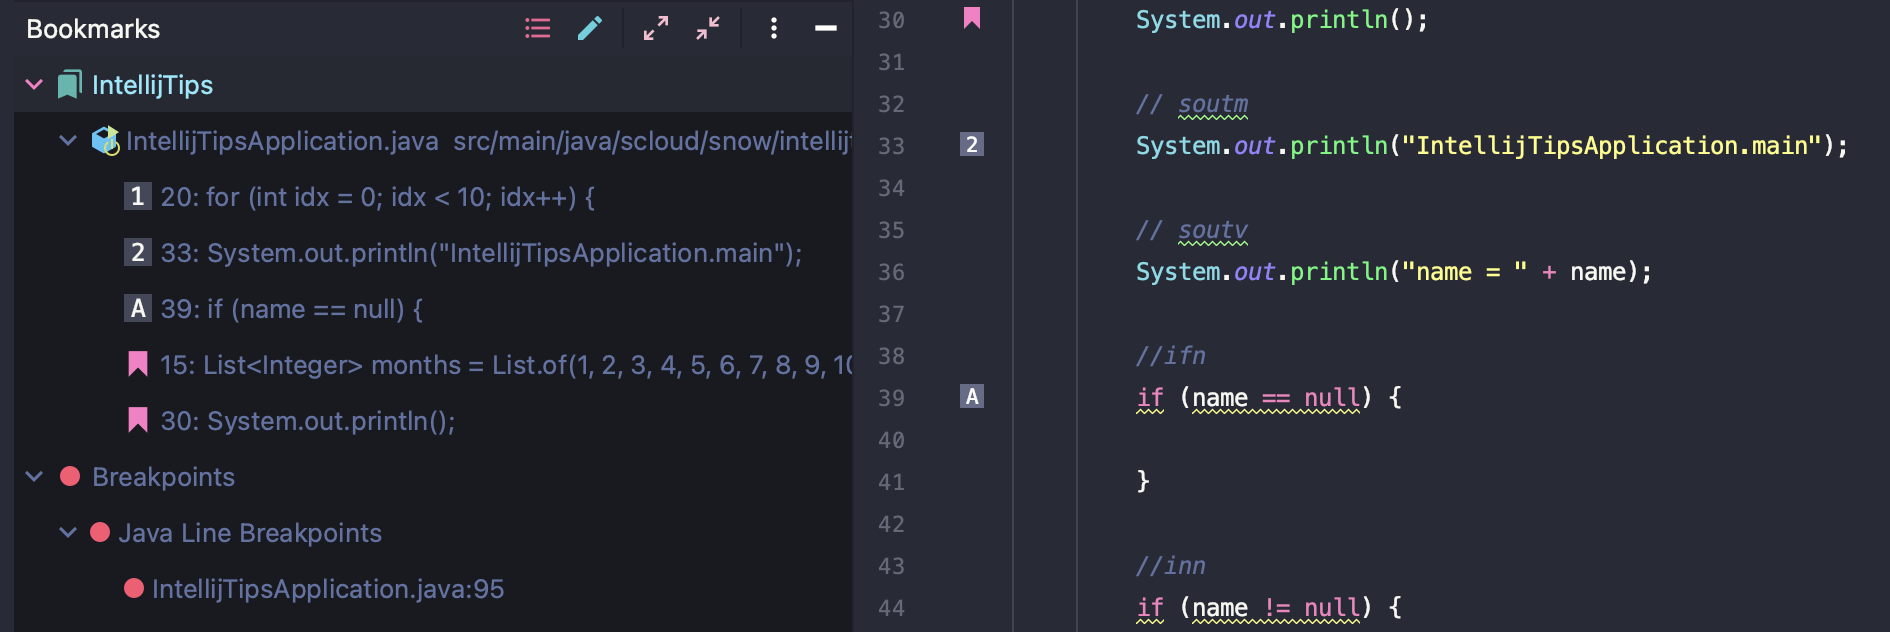 Bookmarks
IntellijTips
IntellijTipsApplication.java src/main/java/scloud/snow/intellijt
1 20: for (int idx = 0; idx < 10; idx++) {
2 33: System.out.println("IntellijTipsApplication.main");
A 39: if (name == null) {
15: List<Integer> months = List.of(1, 2, 3, 4, 5, 6, 7, 8, 9, 10
30: System.out.println();
Breakpoints
Java Line Breakpoints
IntellijTipsApplication.java:95
30 System.out.println();
31
32 // soutm
33 2 System.out.println("IntellijTipsApplication.main");
34
35 // soutv
36 System.out.println("name = " + name);
37
38 //ifn
39 A if (name == null) {
40
41 }
42
43 //inn
44 if (name != null) {